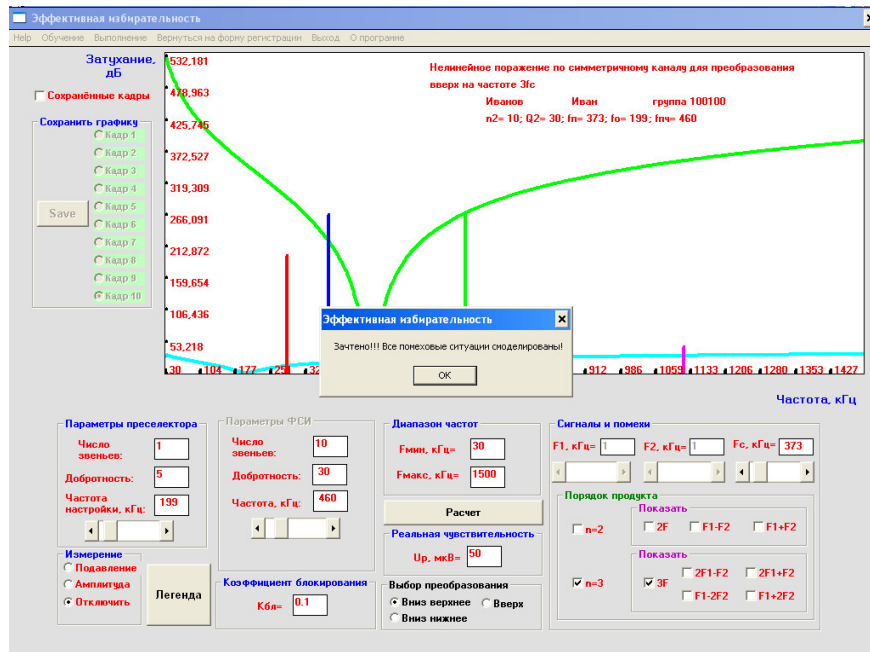 Эффективная избирательность
Help Обучение Выполнение Вернуться на форму регистрации Выход О програмне
Затухание, дБ
Сохранённые кадры
Сохранить графику
Кадр 1
Кадр 2
Кадр 3
Кадр 4
Кадр 5
Кадр 6
Кадр 7
Кадр 8
Кадр 9
Кадр 10
Save
532,181
478,963
425,745
372,527
319,309
266,091
212,872
159,654
106,436
53,218
Нелинейное поражение по симметричному каналу для преобразования
вверх на частоте 3fc
Иванов Иван группа 100100
n2= 10; Q2= 30; fп= 373; fо= 199; fпч= 460
Эффективная избирательность
Зачтено!!! Все помеховые ситуации смоделированы!
OK
30 104 177 251 912 986 1059 1133 1206 1280 1353 1427
Частота, кГц
Параметры преселектора
Число звеньев: 1
Добротность: 5
Частота настройки, кГц: 199
Параметры ФСИ
Число звеньев: 10
Добротность: 30
Частота, кГц: 460
Диапазон частот
Fмин, кГц= 30
Fмакс, кГц= 1500
Расчет
Реальная чувствительность
Uр, мкВ= 50
Сигналы и помехи
F1, кГц= 1 F2, кГц= 1 Fc, кГц= 373
Порядок продукта
Показать
n=2 2F F1-F2 F1+F2
Показать
n=3 3F 2F1-F2 2F1+F2
F1-2F2 F1+2F2
Измерение
Подавление
Амплитуда
Отключить
Легенда
Коэффициент блокирования
Кбл= 0.1
Выбор преобразования
Вниз верхнее Вверх
Вниз нижнее